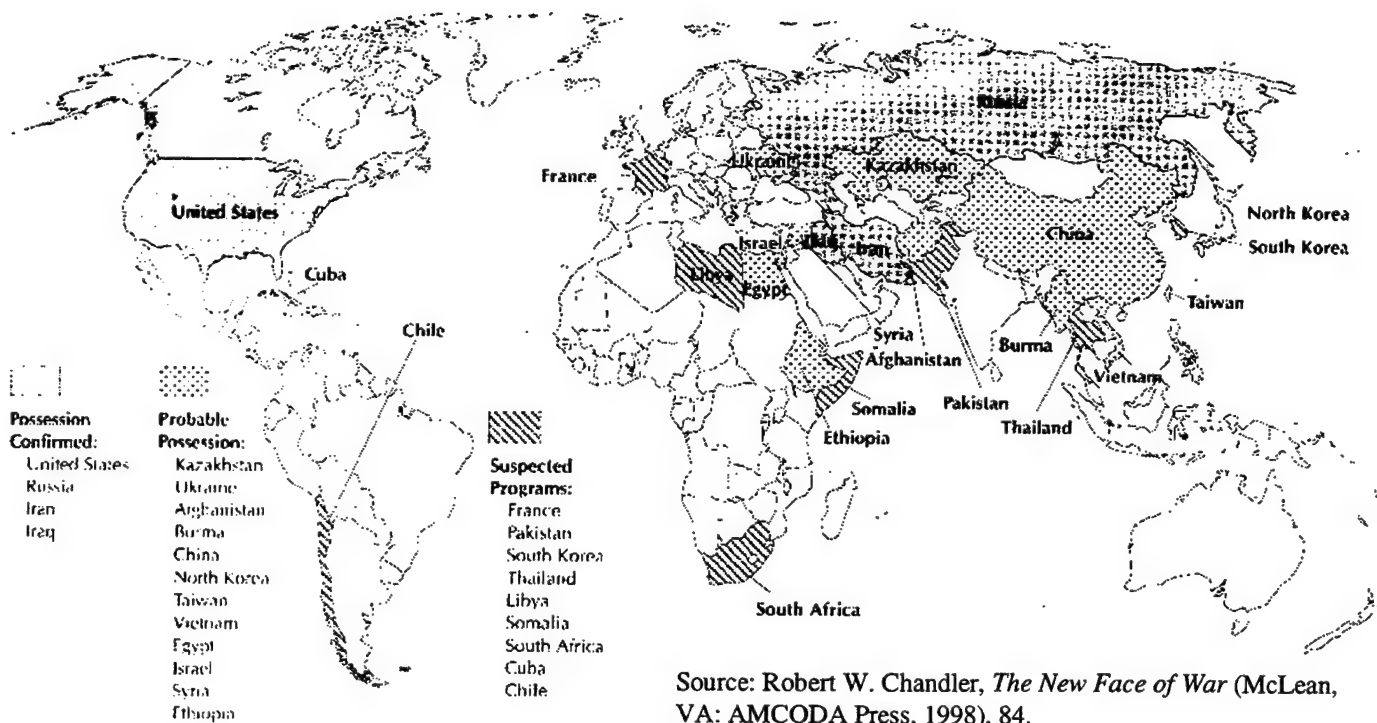 Russia
Ukraine
Kazakhstan
France
United States
North Korea
South Korea
China
Israel
Iraq
Iran
Cuba
Libya
Egypt
Taiwan
Chile
Syria
Afghanistan
Burma
Vietnam
Somalia
Pakistan
Thailand
Ethiopia
South Africa
Possession
Confirmed:
United States
Russia
Iran
Iraq
Probable
Possession:
Kazakhstan
Ukraine
Afghanistan
Burma
China
North Korea
Taiwan
Vietnam
Egypt
Israel
Syria
Ethiopia
Suspected
Programs:
France
Pakistan
South Korea
Thailand
Libya
Somalia
South Africa
Cuba
Chile
Source: Robert W. Chandler, The New Face of War (McLean,
VA: AMCODA Press, 1998), 84.